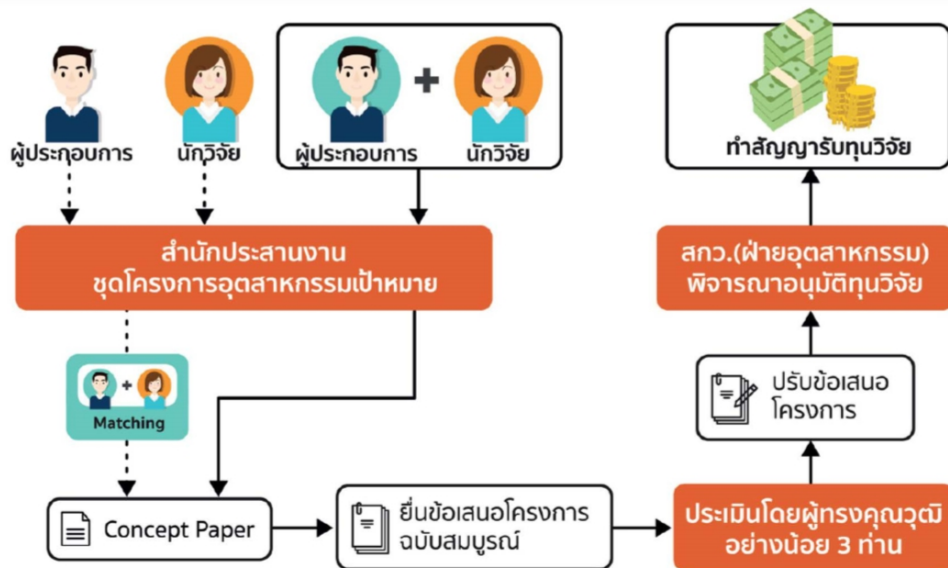 ผู้ประกอบการ
นักวิจัย
ผู้ประกอบการ
+
นักวิจัย
ทำสัญญารับทุนวิจัย
สำนักประสานงาน
ชุดโครงการอุตสาหกรรมเป้าหมาย
สกว.(ฝ่ายอุตสาหกรรม)
พิจารณาอนุมัติทุนวิจัย
+
Matching
ปรับข้อเสนอ
โครงการ
Concept Paper
ยื่นข้อเสนอโครงการ
ฉบับสมบูรณ์
ประเมินโดยผู้ทรงคุณวุฒิ
อย่างน้อย 3 ท่าน